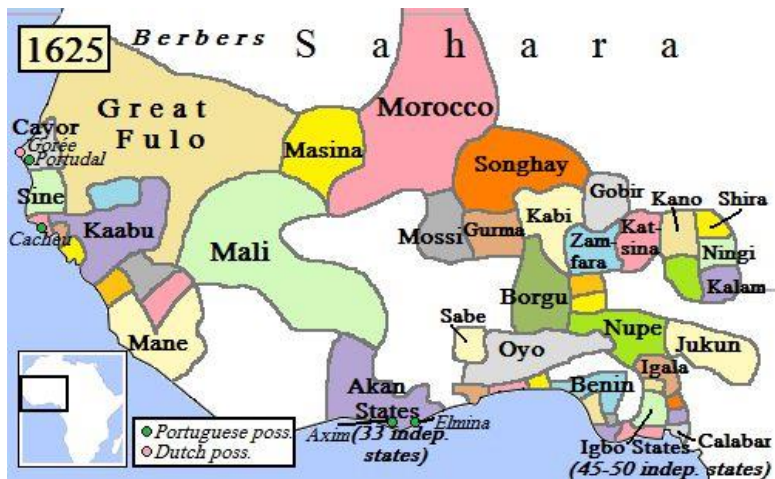 1625
Berbers
Sahara
Great
Fulo
Morocco
Cayor
Gorée
Portudal
Masina
Songhay
Gobir
Kano
Shira
Sine
Kaabu
Cacheu
Mali
Mossi
Gurma
Kabi
Zam-
fara
Kat-
sina
Ningi
Kalam
Borgu
Mane
Sabe
Oyo
Nupe
Jukun
Akan
States
Benin
Igala
Axim
(33 indep.
states)
Elmina
Igbo States
(45-50 indep. states)
Calabar
Portuguese poss.
Dutch poss.